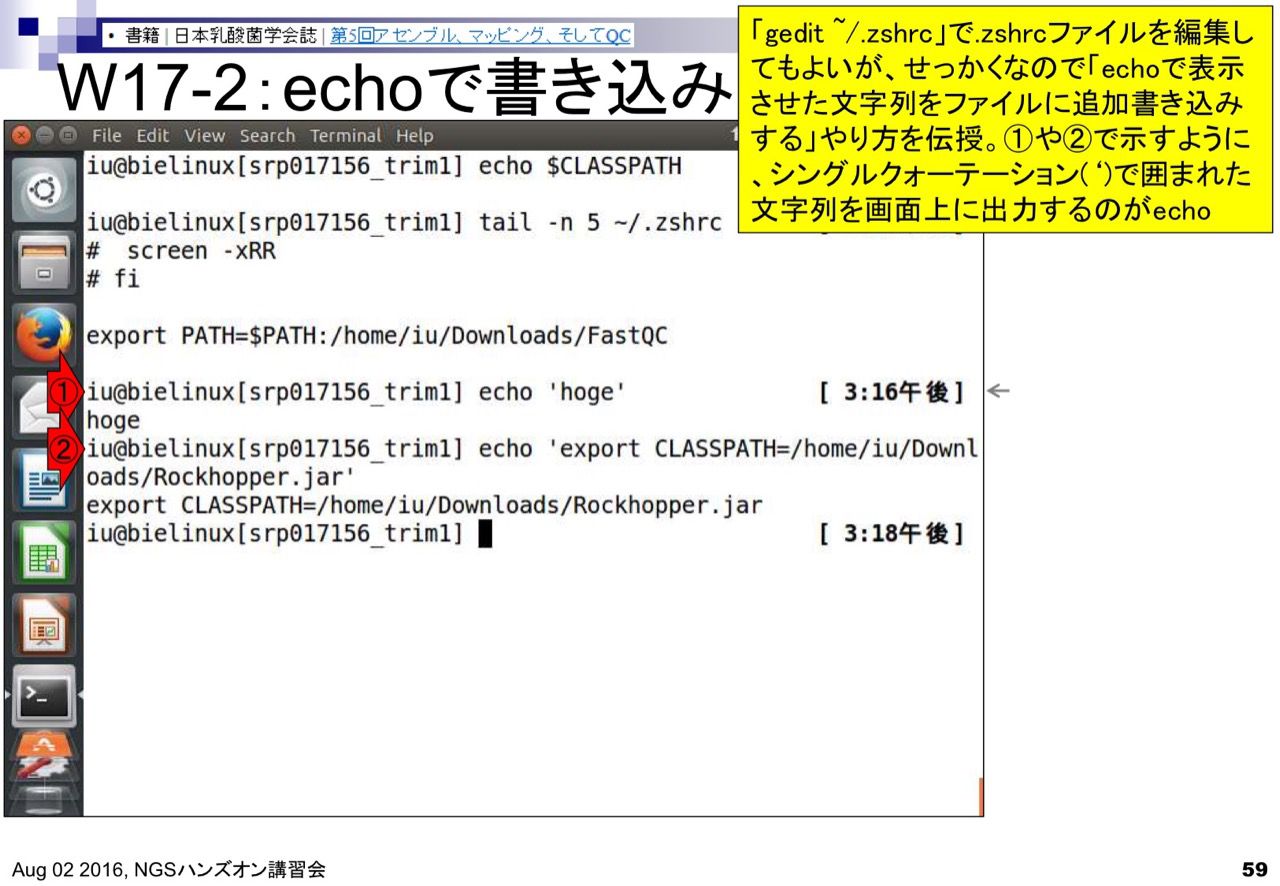 ・ 書籍 | 日本乳酸菌学会誌 | 第5回アセンブル、マッピング、そしてQC
W17-2：echoで書き込み
「gedit ~/.zshrc」で.zshrcファイルを編集し
てもよいが、せっかくなので「echoで表示
させた文字列をファイルに追加書き込み
する」やり方を伝授。①や②で示すように
、シングルクォーテーション(‘)で囲まれた
文字列を画面上に出力するのがecho
File Edit View Search Terminal Help
iu@bielinux[srp017156_trim1] echo $CLASSPATH
iu@bielinux[srp017156_trim1] tail -n 5 ~/.zshrc
#  screen -xRR
# fi
export PATH=$PATH:/home/iu/Downloads/FastQC
① iu@bielinux[srp017156_trim1] echo 'hoge' [ 3:16午後] ←
hoge
② iu@bielinux[srp017156_trim1] echo 'export CLASSPATH=/home/iu/Downl
oads/Rockhopper.jar'
export CLASSPATH=/home/iu/Downloads/Rockhopper.jar
iu@bielinux[srp017156_trim1] [ 3:18午後]
Aug 02 2016, NGSハンズオン講習会
59